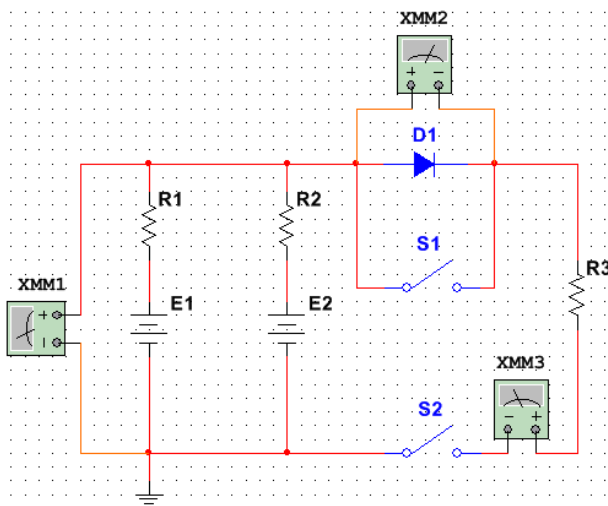 XMM2
+ −
D1
R1
R2
S1
R3
XMM1
+
−
E1
E2
XMM3
− +
S2